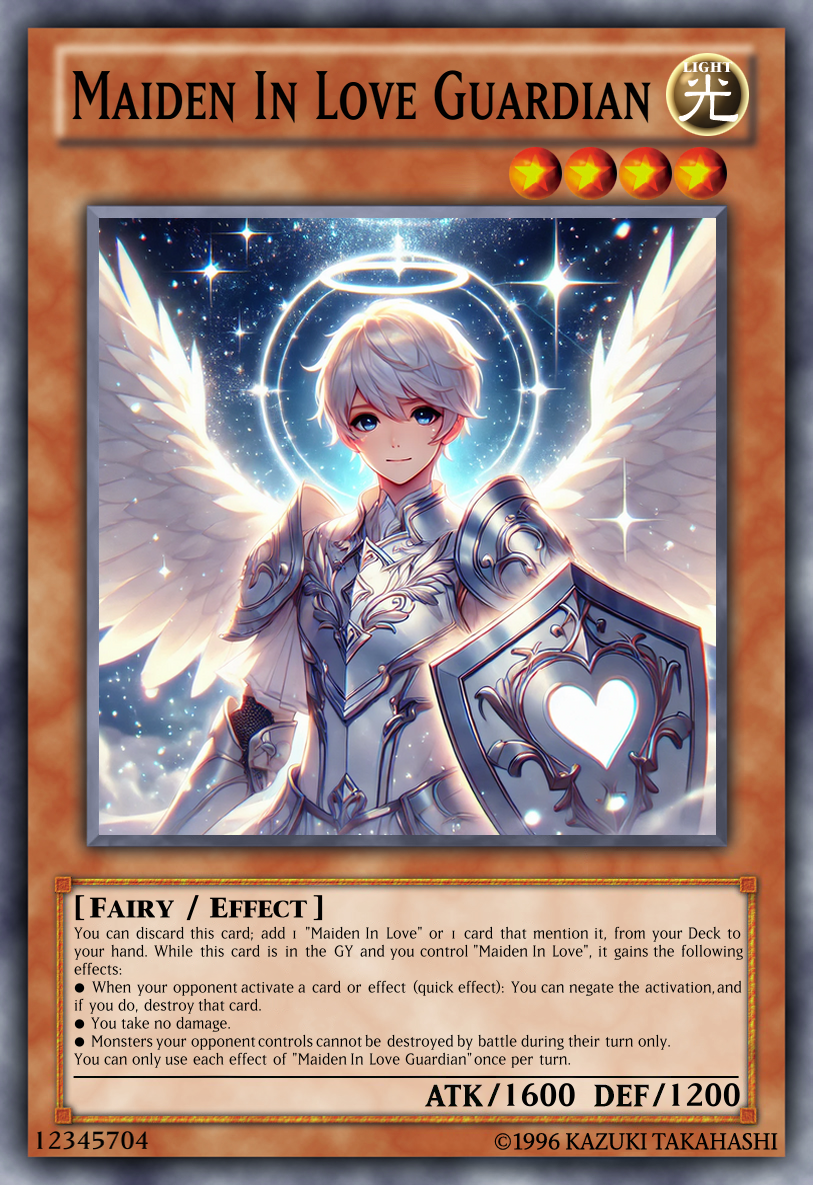 Maiden In Love Guardian
LIGHT
光
[ Fairy / Effect ]
You can discard this card; add 1 "Maiden In Love" or 1 card that mention it, from your Deck to
your hand. While this card is in the GY and you control "Maiden In Love", it gains the following
effects:
● When your opponent activate a card or effect (quick effect): You can negate the activation,and
if you do, destroy that card.
● You take no damage.
● Monsters your opponent controls cannot be destroyed by battle during their turn only.
You can only use each effect of "Maiden In Love Guardian" once per turn.
ATK/1600 DEF/1200
12345704
©1996 KAZUKI TAKAHASHI